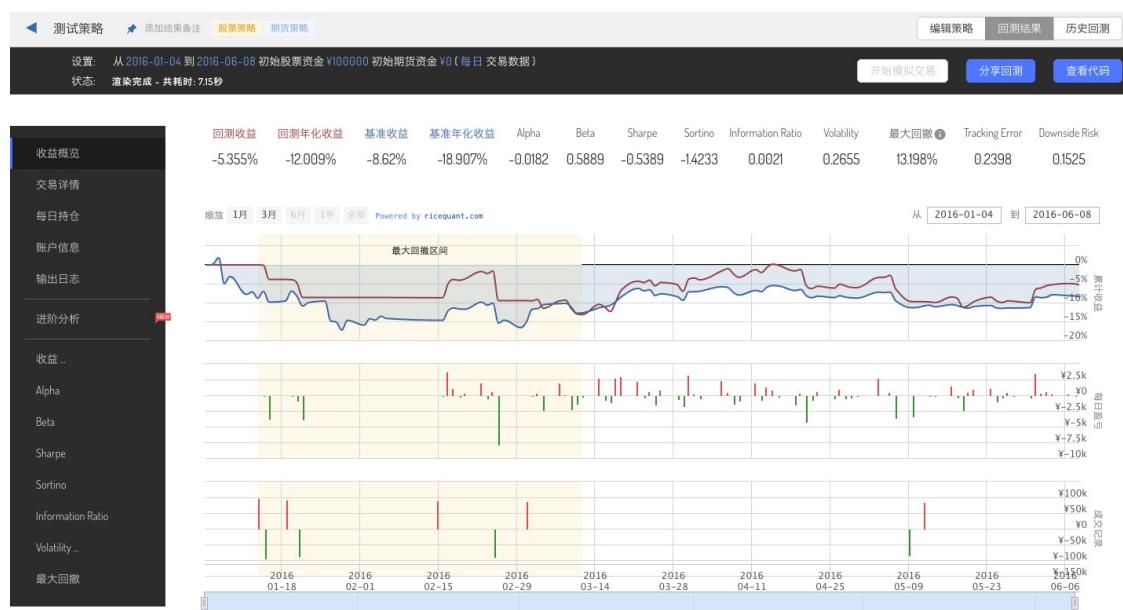 测试策略 添加结果备注 股票策略 期货策略 编辑策略 回测结果 历史回测
设置: 从 2016-01-04 到 2016-06-08 初始股票资金 ¥100000 初始期货资金 ¥0 ( 每日 交易数据 )
状态: 渲染完成 - 共耗时: 7.15秒
开始模拟交易 分享回测 查看代码
收益概览
交易详情
每日持仓
账户信息
输出日志
进阶分析
收益 ...
Alpha
Beta
Sharpe
Sortino
Information Ratio
Volatility ...
最大回撤
回测收益 回测年化收益 基准收益 基准年化收益 Alpha Beta Sharpe Sortino Information Ratio Volatility 最大回撤 Tracking Error Downside Risk
-5.355% -12.009% -8.62% -18.907% -0.0182 0.5889 -0.5389 -1.4233 0.0021 0.2655 13.198% 0.2398 0.1525
缩放 1月 3月 6月 1年 全部 Powered by ricequant.com 从 2016-01-04 到 2016-06-08
最大回撤区间
0%
-5%
-10%
-15%
-20%
累计收益
¥2.5k
¥0
¥-2.5k
¥-5k
¥-7.5k
¥-10k
每日盈亏
¥100k
¥50k
¥0
¥-50k
¥-100k
¥-150k
成交记录
2016 2016 2016 2016 2016 2016 2016 2016 2016 2016 2016
01-18 02-01 02-15 02-29 03-14 03-28 04-11 04-25 05-09 05-23 06-06